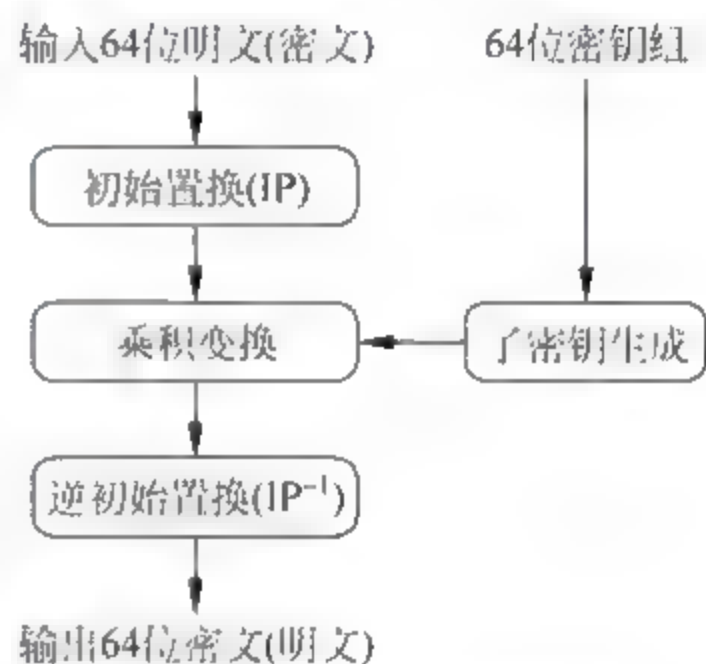 输入64位明文(密文)
64位密钥组
初始置换(IP)
乘积变换
子密钥生成
逆初始置换(IP⁻¹)
输出64位密文(明文)